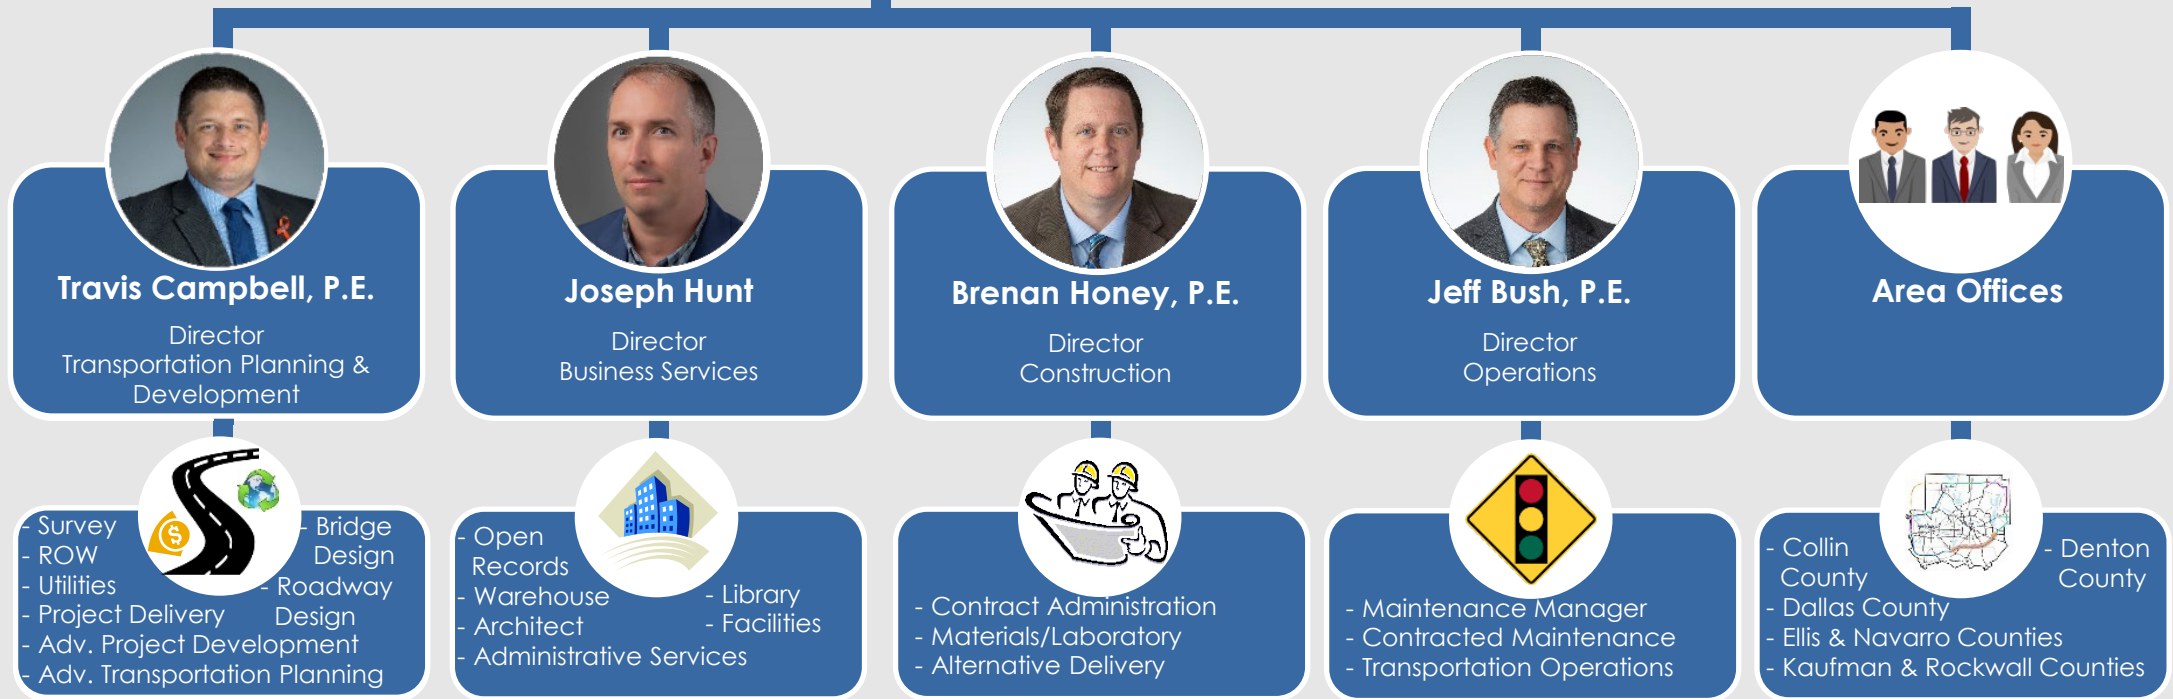 Travis Campbell, P.E.
Director
Transportation Planning &
Development
Joseph Hunt
Director
Business Services
Brenan Honey, P.E.
Director
Construction
Jeff Bush, P.E.
Director
Operations
Area Offices
- Survey
- ROW
- Utilities
- Project Delivery
- Adv. Project Development
- Adv. Transportation Planning
- Bridge
Design
- Roadway
Design
$
- Open
Records
- Warehouse
- Architect
- Administrative Services
- Library
- Facilities
- Contract Administration
- Materials/Laboratory
- Alternative Delivery
- Maintenance Manager
- Contracted Maintenance
- Transportation Operations
- Collin
County
- Dallas County
- Ellis & Navarro Counties
- Kaufman & Rockwall Counties
- Denton
County